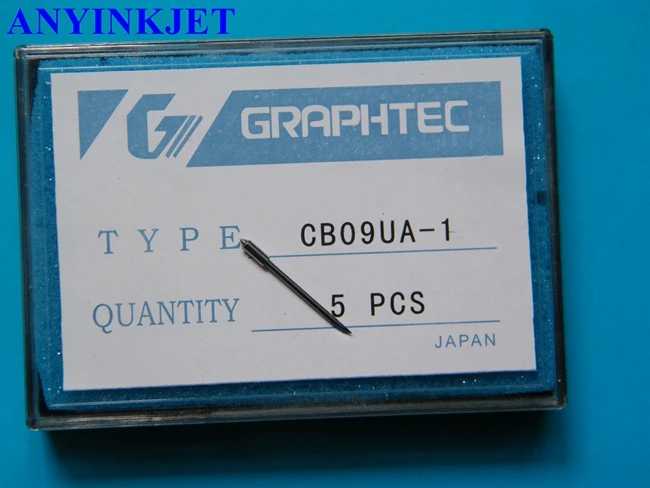 ANYINKJET
G GRAPHTEC
TYPE CB09UA-1
QUANTITY 5 PCS
JAPAN